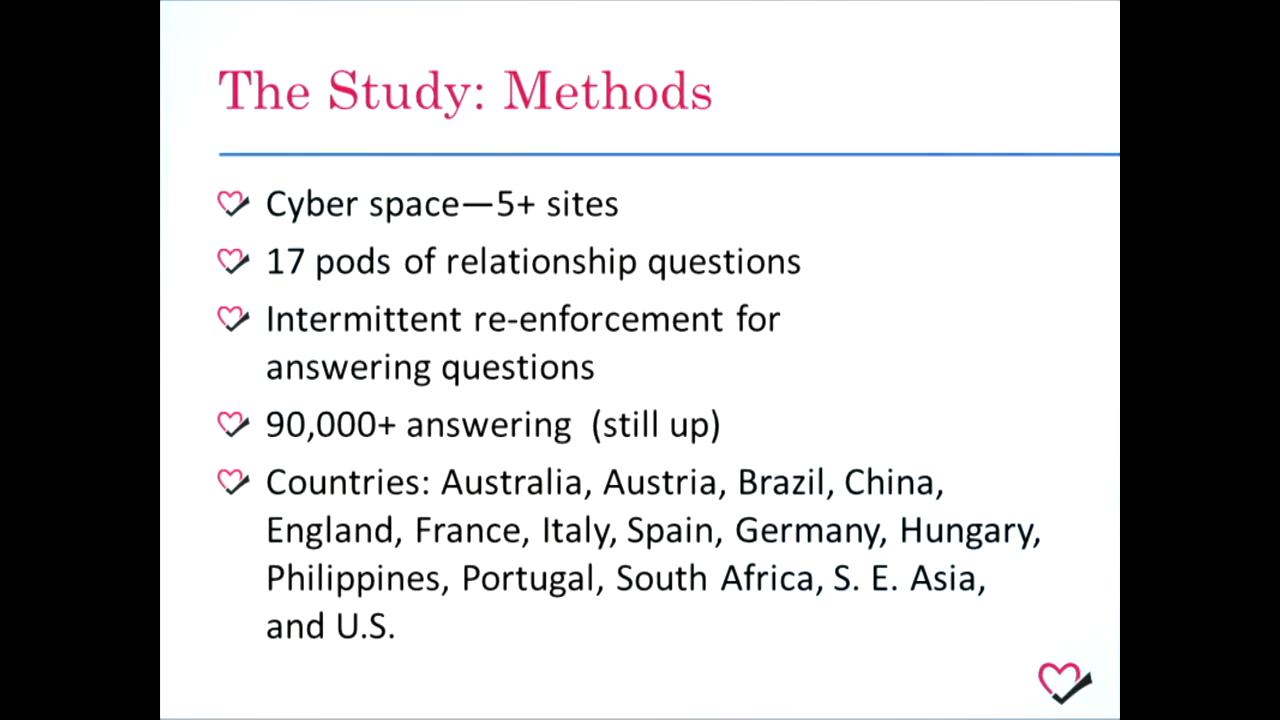 The Study: Methods
Cyber space—5+ sites
17 pods of relationship questions
Intermittent re-enforcement for
answering questions
90,000+ answering (still up)
Countries: Australia, Austria, Brazil, China,
England, France, Italy, Spain, Germany, Hungary,
Philippines, Portugal, South Africa, S. E. Asia,
and U.S.